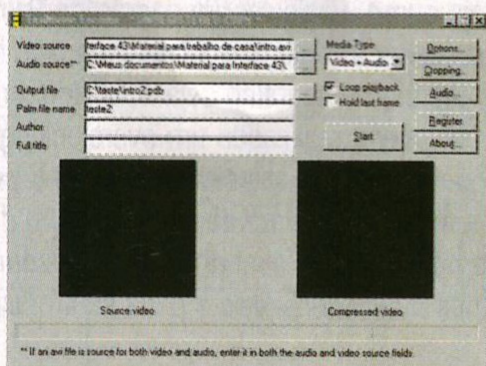 Video source terface 43\Material para trabalho de casa\intro.avi ...
Audio source** C:\Meus documentos\Material para Interface 43\ ...
Output file C:\taste\intro2.pdb ...
Palm file name teste2
Author
Full title
Media Type
Video + Audio
Loop playback
Hold last frame
Start
Options...
Cropping...
Audio...
Register
About...
Source video
Compressed video
** If an avi file is source for both video and audio, enter it in both the audio and video source fields.